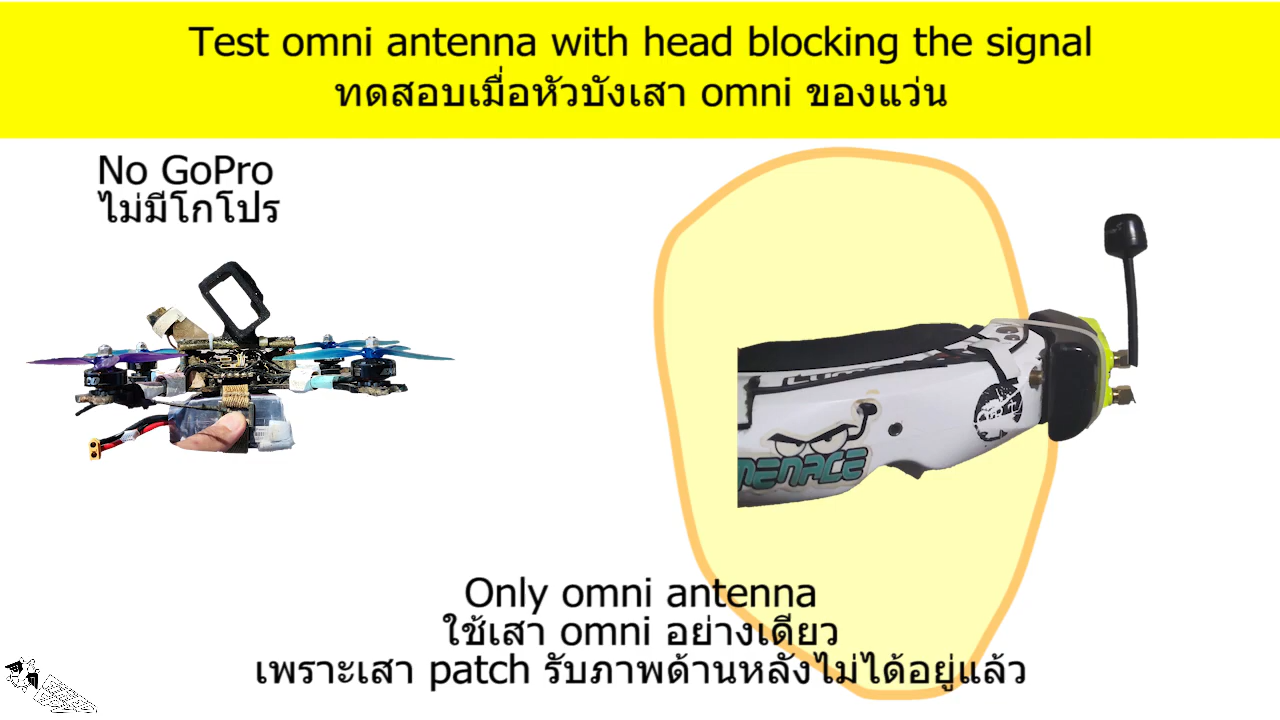 Test omni antenna with head blocking the signal
ทดสอบเมื่อหัวบังเสา omni ของแว่น
No GoPro
ไม่มีโกโปร
MENACE
Only omni antenna
ใช้เสา omni อย่างเดียว
เพราะเสา patch รับภาพด้านหลังไม่ได้อยู่แล้ว